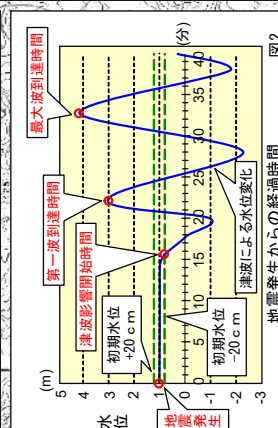 (m)
5
4
3
2
1
0
-1
-2
-3
水位
0
5
10
15
20
25
30
35
40
(分)
地震発生からの経過時間
最大波到達時間
第一波到達時間
津波影響開始時間
初期水位
+20cm
初期水位
-20cm
津波による水位変化
地震発生
図2